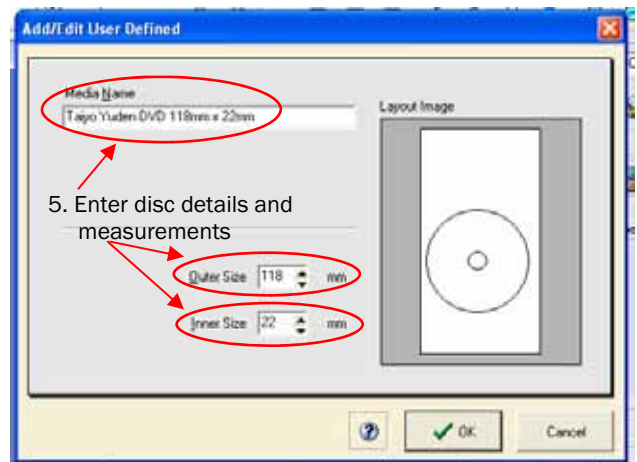 Add/Edit User Defined
Media Name
Taiyo Yuden DVD 118mm x 22mm
Layout Image
5. Enter disc details and
measurements
Outer Size 118 mm
Inner Size 22 mm
? OK Cancel